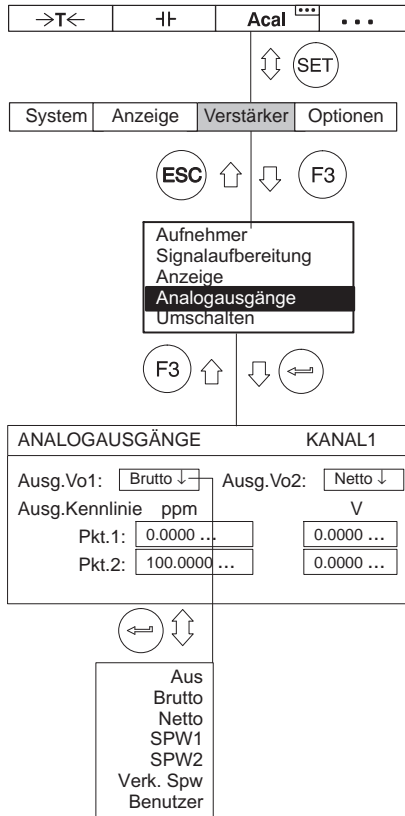 →T← ⊣⊢ Acal ...
SET
System Anzeige Verstärker Optionen
ESC F3
Aufnehmer
Signalaufbereitung
Anzeige
Analogausgänge
Umschalten
F3
ANALOGAUSGÄNGE KANAL1
Ausg.Vo1: Brutto ↓ Ausg.Vo2: Netto ↓
Ausg.Kennlinie ppm V
Pkt.1: 0.0000 ... 0.0000 ...
Pkt.2: 100.0000 ... 0.0000 ...
Aus
Brutto
Netto
SPW1
SPW2
Verk. Spw
Benutzer